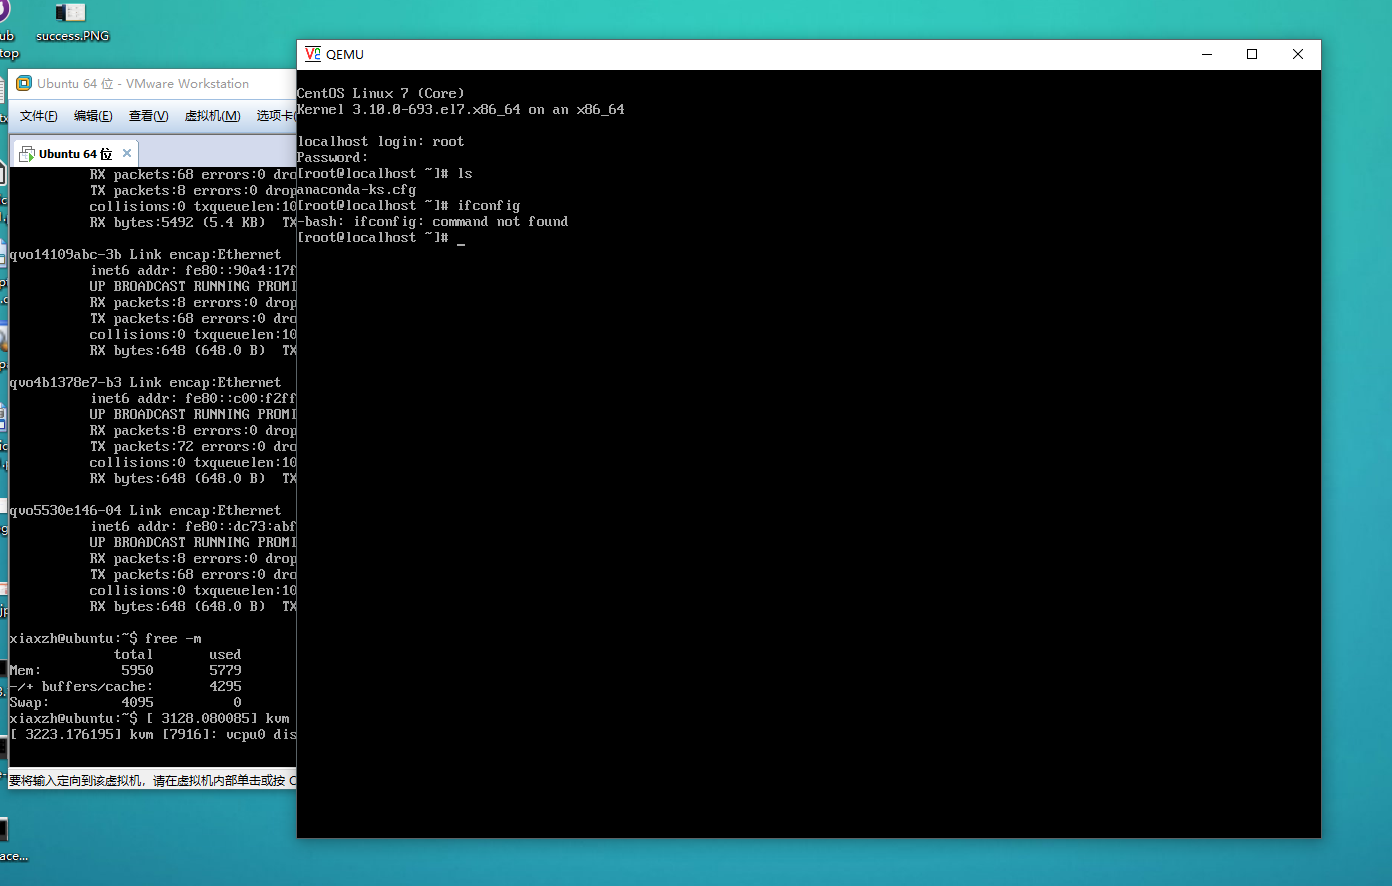 success.PNG
ub
top
Ubuntu 64 位 - VMware Workstation
文件(F) 编辑(E) 查看(V) 虚拟机(M) 选项卡(
Ubuntu 64 位
RX packets:68 errors:0 drop
TX packets:8 errors:0 drop
collisions:0 txqueuelen:10
RX bytes:5492 (5.4 KB) TX
qvo14109abc-3b Link encap:Ethernet
inet6 addr: fe80::90a4:17f
UP BROADCAST RUNNING PROMI
RX packets:8 errors:0 drop
TX packets:68 errors:0 dro
collisions:0 txqueuelen:10
RX bytes:648 (648.0 B) TX
qvo4b1378e7-b3 Link encap:Ethernet
inet6 addr: fe80::c00:f2ff
UP BROADCAST RUNNING PROMI
RX packets:8 errors:0 drop
TX packets:72 errors:0 dro
collisions:0 txqueuelen:10
RX bytes:648 (648.0 B) TX
qvo5530e146-04 Link encap:Ethernet
inet6 addr: fe80::dc73:abf
UP BROADCAST RUNNING PROMI
RX packets:8 errors:0 drop
TX packets:68 errors:0 dro
collisions:0 txqueuelen:10
RX bytes:648 (648.0 B) TX
xiaxzh@ubuntu:~$ free -m
total used
Mem: 5950 5779
-/+ buffers/cache: 4295
Swap: 4095 0
xiaxzh@ubuntu:~$ [ 3128.080085] kvm
[ 3223.176195] kvm [7916]: vcpu0 dis
要将输入定向到该虚拟机，请在虚拟机内部单击或按 C
ace...
QEMU
CentOS Linux 7 (Core)
Kernel 3.10.0-693.el7.x86_64 on an x86_64
localhost login: root
Password:
[root@localhost ~]# ls
anaconda-ks.cfg
[root@localhost ~]# ifconfig
-bash: ifconfig: command not found
[root@localhost ~]# _